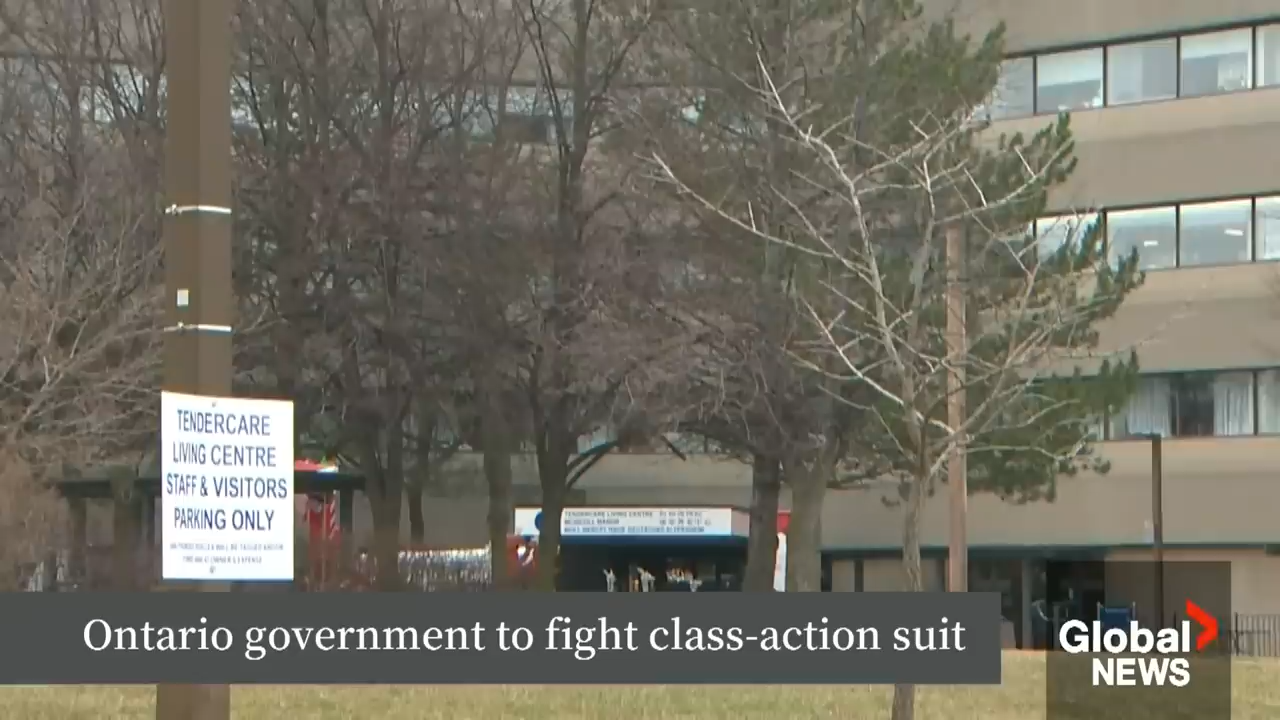 TENDERCARE
LIVING CENTRE
STAFF & VISITORS
PARKING ONLY
TENDERCARE LIVING CENTRE
Ontario government to fight class-action suit
Global
NEWS